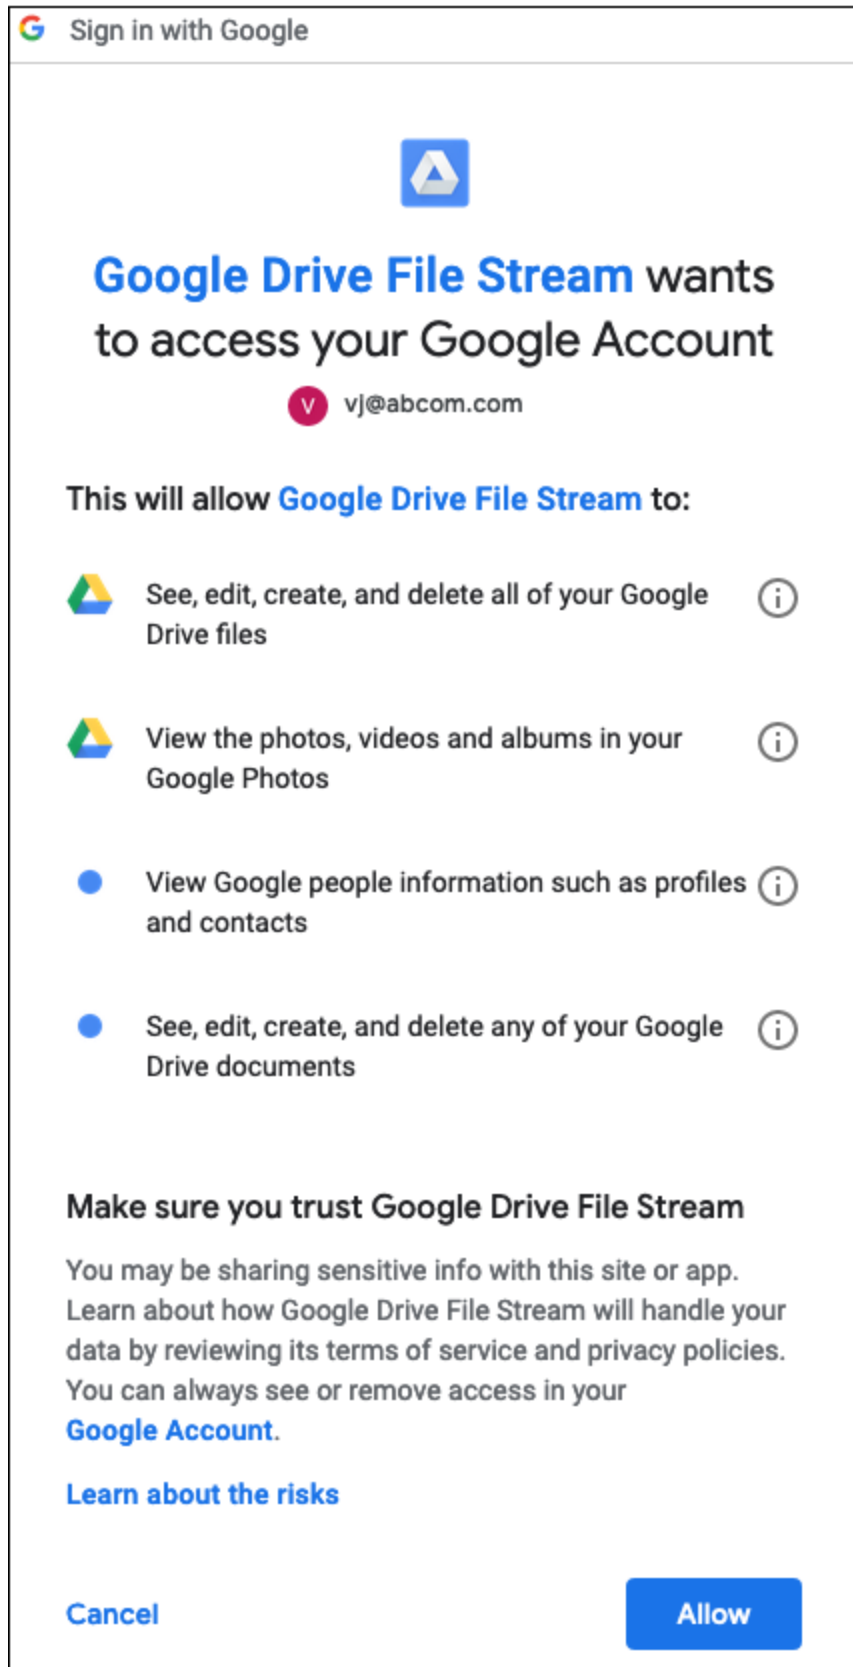 Sign in with Google
Google Drive File Stream wants
to access your Google Account
V vj@abcom.com
This will allow Google Drive File Stream to:
See, edit, create, and delete all of your Google
Drive files
View the photos, videos and albums in your
Google Photos
View Google people information such as profiles
and contacts
See, edit, create, and delete any of your Google
Drive documents
Make sure you trust Google Drive File Stream
You may be sharing sensitive info with this site or app.
Learn about how Google Drive File Stream will handle your
data by reviewing its terms of service and privacy policies.
You can always see or remove access in your
Google Account.
Learn about the risks
Cancel Allow